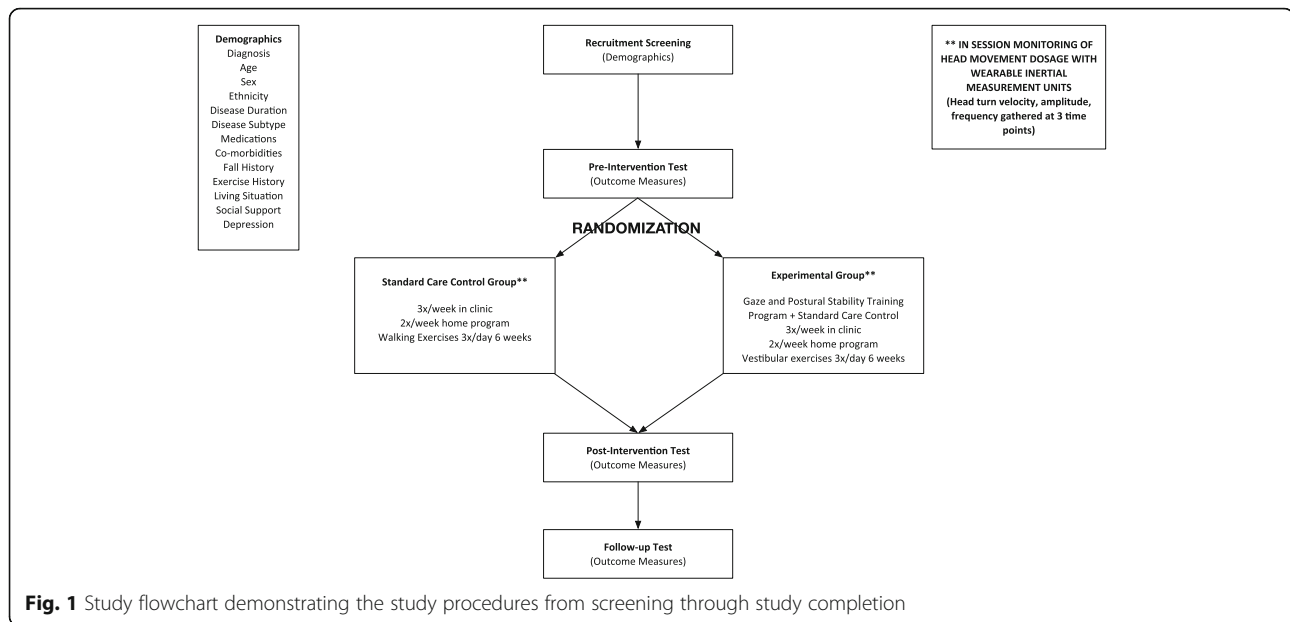 Demographics
Diagnosis
Age
Sex
Ethnicity
Disease Duration
Disease Subtype
Medications
Co-morbidities
Fall History
Exercise History
Living Situation
Social Support
Depression
Recruitment Screening
(Demographics)
** IN SESSION MONITORING OF
HEAD MOVEMENT DOSAGE WITH
WEARABLE INERTIAL
MEASUREMENT UNITS
(Head turn velocity, amplitude,
frequency gathered at 3 time
points)
Pre-Intervention Test
(Outcome Measures)
RANDOMIZATION
Standard Care Control Group**
3x/week in clinic
2x/week home program
Walking Exercises 3x/day 6 weeks
Experimental Group**
Gaze and Postural Stability Training
Program + Standard Care Control
3x/week in clinic
2x/week home program
Vestibular exercises 3x/day 6 weeks
Post-Intervention Test
(Outcome Measures)
Follow-up Test
(Outcome Measures)
Fig. 1 Study flowchart demonstrating the study procedures from screening through study completion